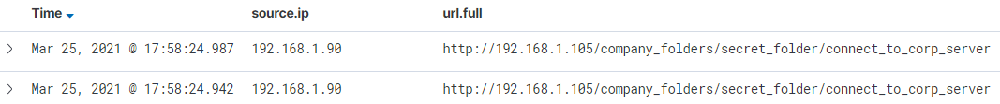 Time source.ip url.full
Mar 25, 2021 @ 17:58:24.987 192.168.1.90 http://192.168.1.105/company_folders/secret_folder/connect_to_corp_server
Mar 25, 2021 @ 17:58:24.942 192.168.1.90 http://192.168.1.105/company_folders/secret_folder/connect_to_corp_server